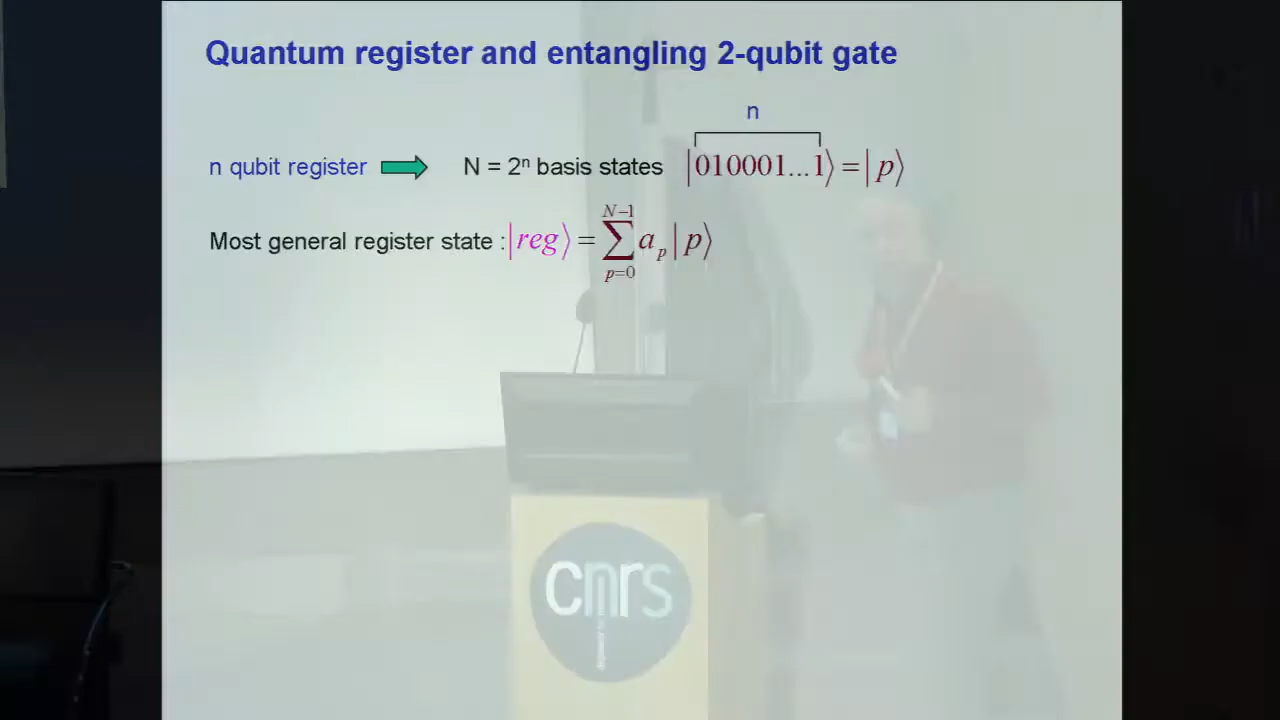 Quantum register and entangling 2-qubit gate
n
n qubit register N = 2ⁿ basis states |010001...1⟩ = | p⟩
N−1
Most general register state : |reg⟩ = ∑ aₚ | p⟩
p=0
cnrs